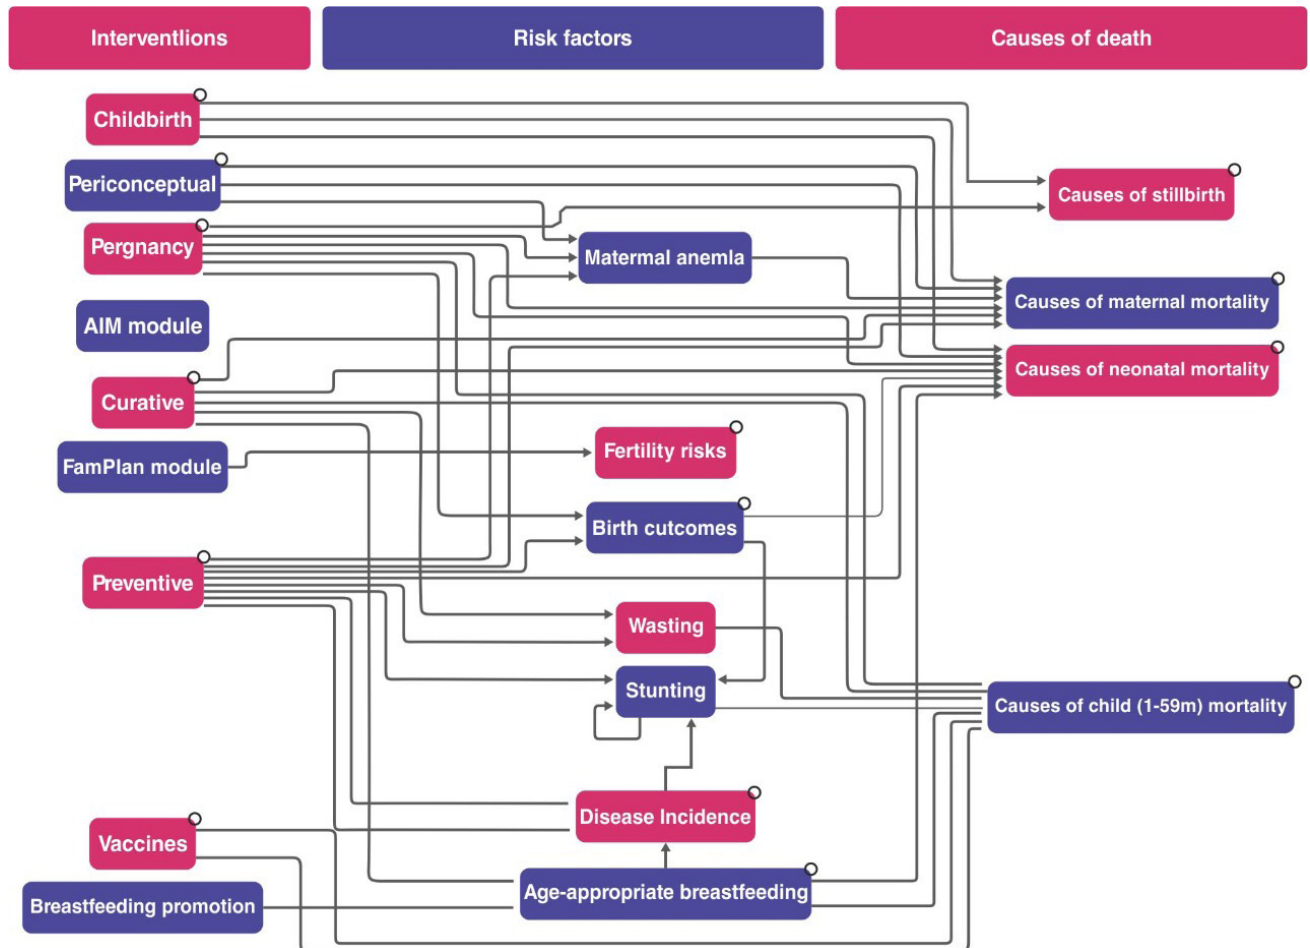 Interventlions
Risk factors
Causes of death
Childbirth
Periconceptual
Causes of stillbirth
Pergnancy
Matermal anemla
Causes of maternal mortality
AIM module
Causes of neonatal mortality
Curative
Fertility risks
FamPlan module
Birth cutcomes
Preventive
Wasting
Stunting
Causes of child (1-59m) mortality
Disease Incidence
Vaccines
Age-appropriate breastfeeding
Breastfeeding promotion